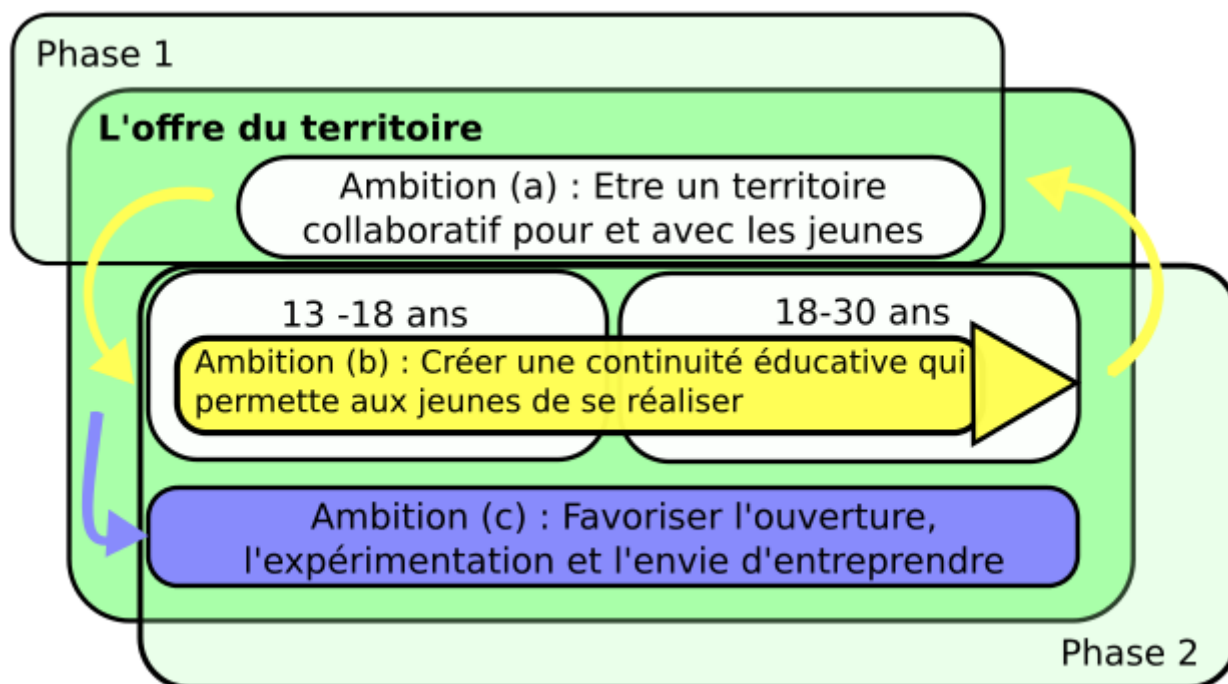 Phase 1
L'offre du territoire
Ambition (a) : Etre un territoire
collaboratif pour et avec les jeunes
13 -18 ans
18-30 ans
Ambition (b) : Créer une continuité éducative qui
permette aux jeunes de se réaliser
Ambition (c) : Favoriser l'ouverture,
l'expérimentation et l'envie d'entreprendre
Phase 2